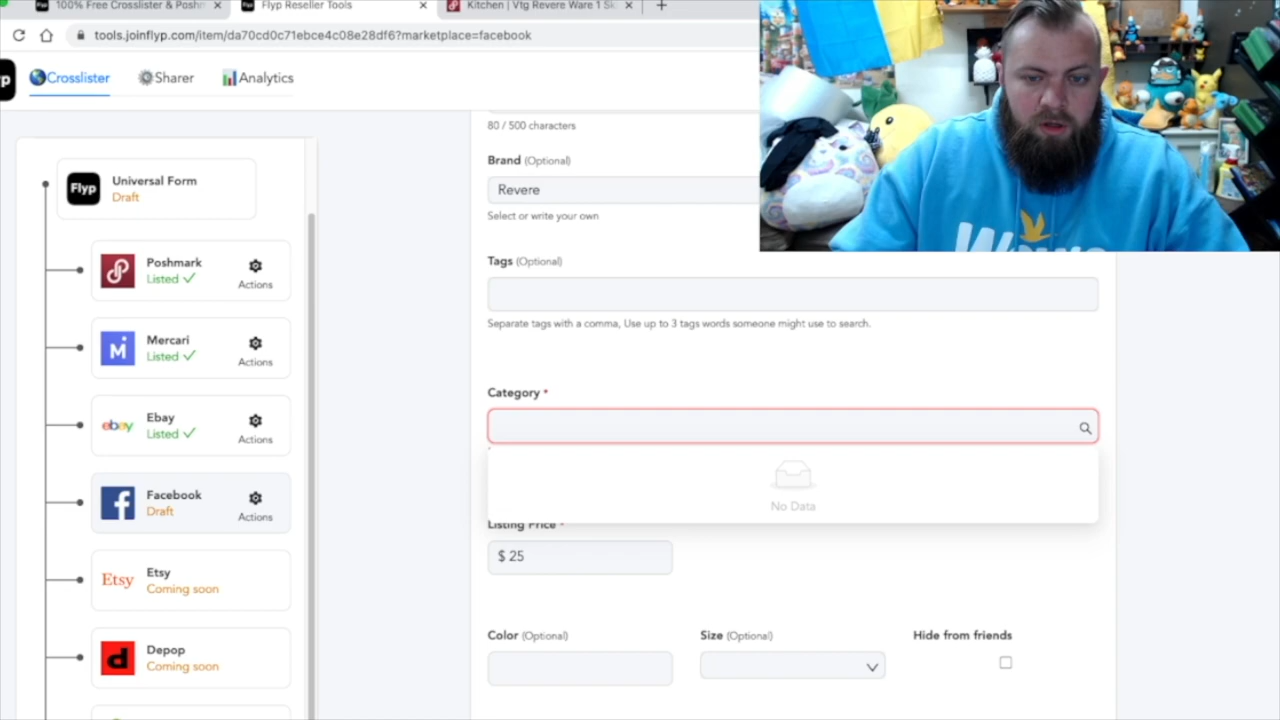 100% Free Crosslister & Poshm
Flyp Reseller Tools
Kitchen | Vtg Revere Ware 1 Sk
tools.joinflyp.com/item/da70cd0c71ebce4c08e28df6?marketplace=facebook
yp
Crosslister
Sharer
Analytics
80 / 500 characters
Brand (Optional)
Revere
Select or write your own
Tags (Optional)
Separate tags with a comma, Use up to 3 tags words someone might use to search.
Category *
No Data
Listing Price *
$ 25
Color (Optional)
Size (Optional)
Hide from friends
Flyp
Universal Form
Draft
Poshmark
Listed ✓
Actions
Mercari
Listed ✓
Actions
ebay
Ebay
Listed ✓
Actions
Facebook
Draft
Actions
Etsy
Etsy
Coming soon
d
Depop
Coming soon